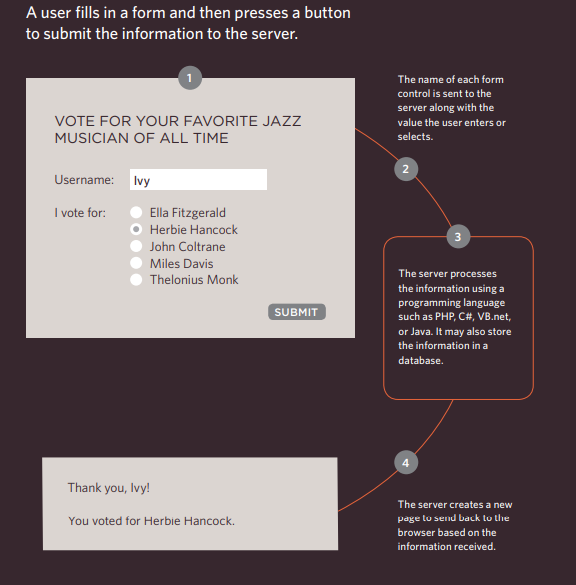 A user fills in a form and then presses a button
to submit the information to the server.
1
VOTE FOR YOUR FAVORITE JAZZ
MUSICIAN OF ALL TIME
Username: Ivy
I vote for:
Ella Fitzgerald
Herbie Hancock
John Coltrane
Miles Davis
Thelonius Monk
SUBMIT
The name of each form
control is sent to the
server along with the
value the user enters or
selects.
2
3
The server processes
the information using a
programming language
such as PHP, C#, VB.net,
or Java. It may also store
the information in a
database.
4
The server creates a new
page to send back to the
browser based on the
information received.
Thank you, Ivy!
You voted for Herbie Hancock.